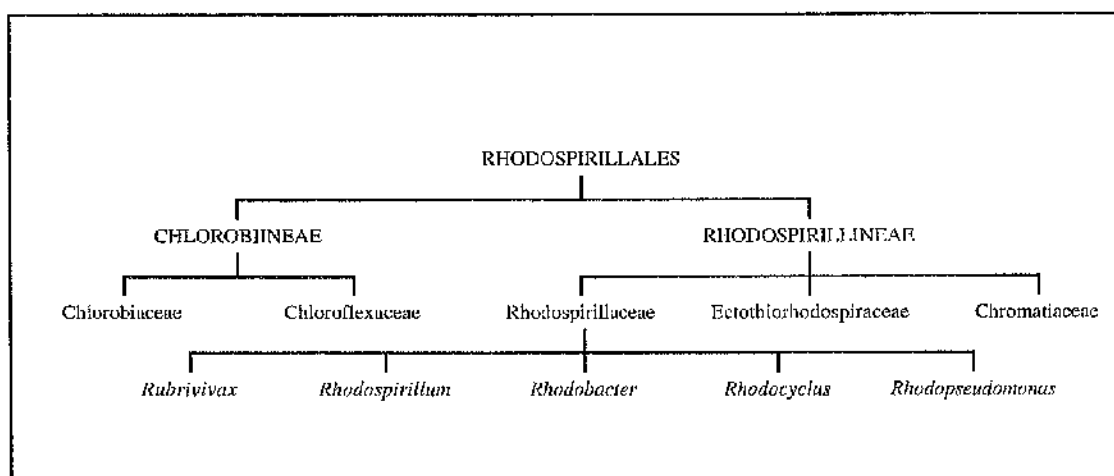 RHODOSPIRILLALES
CHLOROBIINEAE RHODOSPIRILLINEAE
Chlorobiaceae Chloroflexaceae Rhodospirillaceae Ectothiorhodospiraceae Chromatiaceae
Rubrivivax Rhodospirillum Rhodobacter Rhodocyclus Rhodopseudomonas